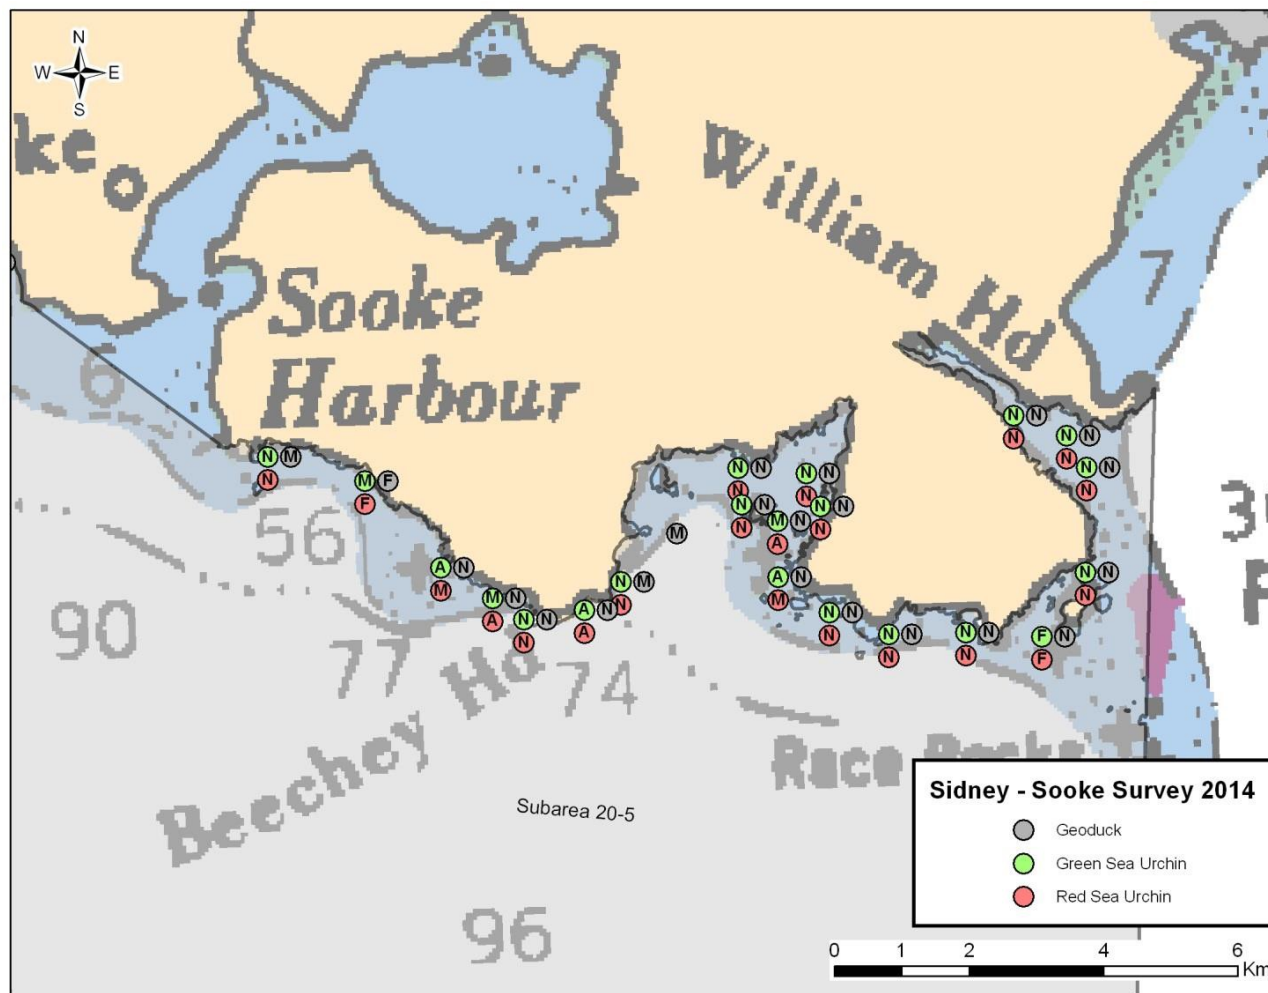 N
W E
S
ke
William Hd
7
Sooke
Harbour
6
N N
N
N N
N
N M
N
N N
N
N N
N
N N
N
M F
F
N N
N
N N
N
M N
A
M
56
A N
M
A N
M
N N
N
N M
N
M N
A
A N
A
N N
N
N N
N
N N
N
N N
N
F N
F
90
77
74
Beechey Hd
Race Rocks
Subarea 20-5
96
Sidney - Sooke Survey 2014
Geoduck
Green Sea Urchin
Red Sea Urchin
0 1 2 4 6
Km